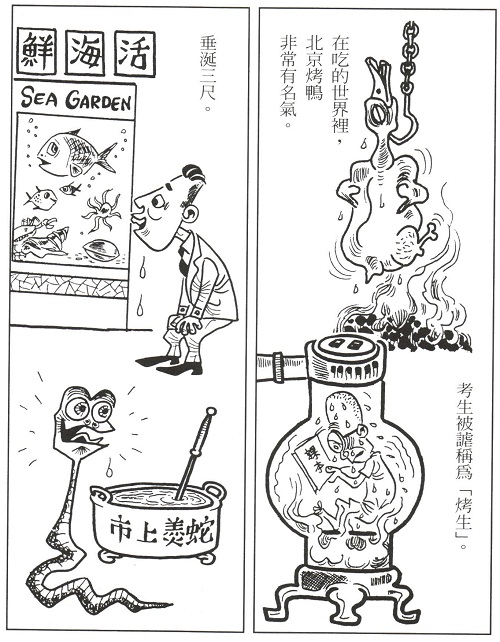 在吃的世界裡，
北京烤鴨
非常有名氣。
考生被謔稱爲「烤生」。
課本
垂涎三尺。
活海鮮
SEA GARDEN
蛇羹上市